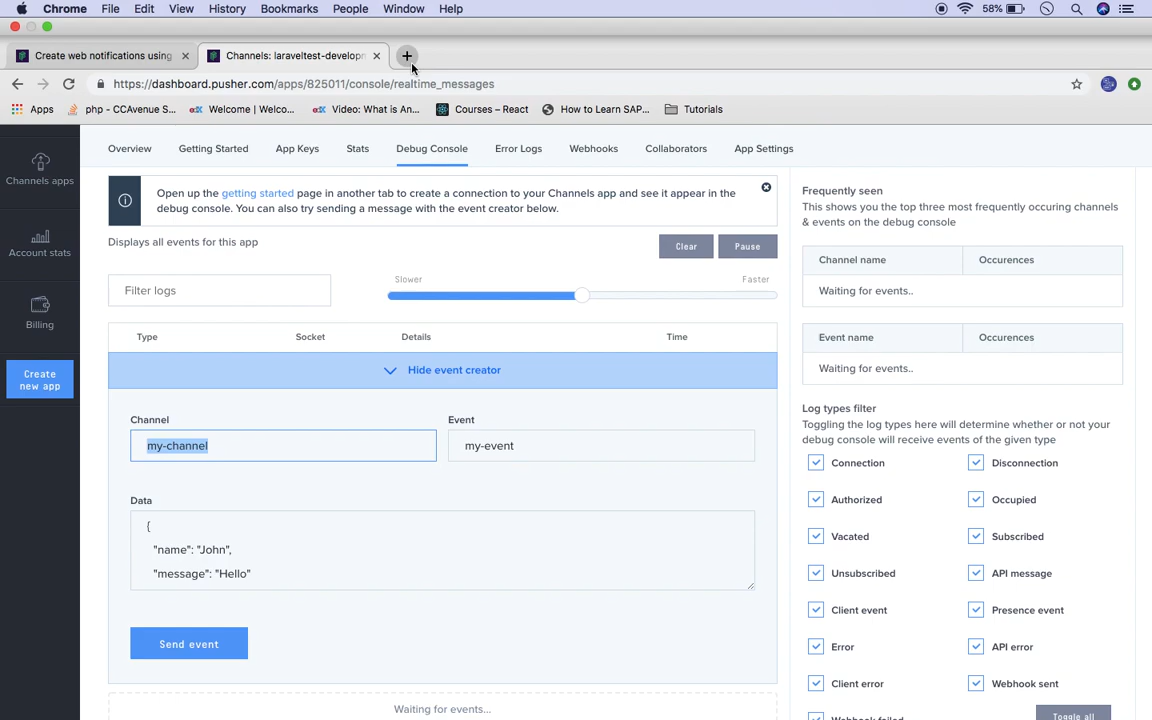 Chrome File Edit View History Bookmarks People Window Help 58%
Create web notifications using Channels: laraveltest-developm
https://dashboard.pusher.com/apps/825011/console/realtime_messages
Apps php - CCAvenue S... Welcome | Welco... Video: What is An... Courses – React How to Learn SAP... Tutorials
Channels apps
Account stats
Billing
Create
new app
Overview Getting Started App Keys Stats Debug Console Error Logs Webhooks Collaborators App Settings
Open up the getting started page in another tab to create a connection to your Channels app and see it appear in the
debug console. You can also try sending a message with the event creator below.
Displays all events for this app
Clear Pause
Filter logs
Slower Faster
Type Socket Details Time
Hide event creator
Channel Event
my-channel my-event
Data
{
"name": "John",
"message": "Hello"
Send event
Waiting for events...
Frequently seen
This shows you the top three most frequently occuring channels
& events on the debug console
Channel name Occurences
Waiting for events..
Event name Occurences
Waiting for events..
Log types filter
Toggling the log types here will determine whether or not your
debug console will receive events of the given type
Connection Disconnection
Authorized Occupied
Vacated Subscribed
Unsubscribed API message
Client event Presence event
Error API error
Client error Webhook sent
Webhook failed Toggle all